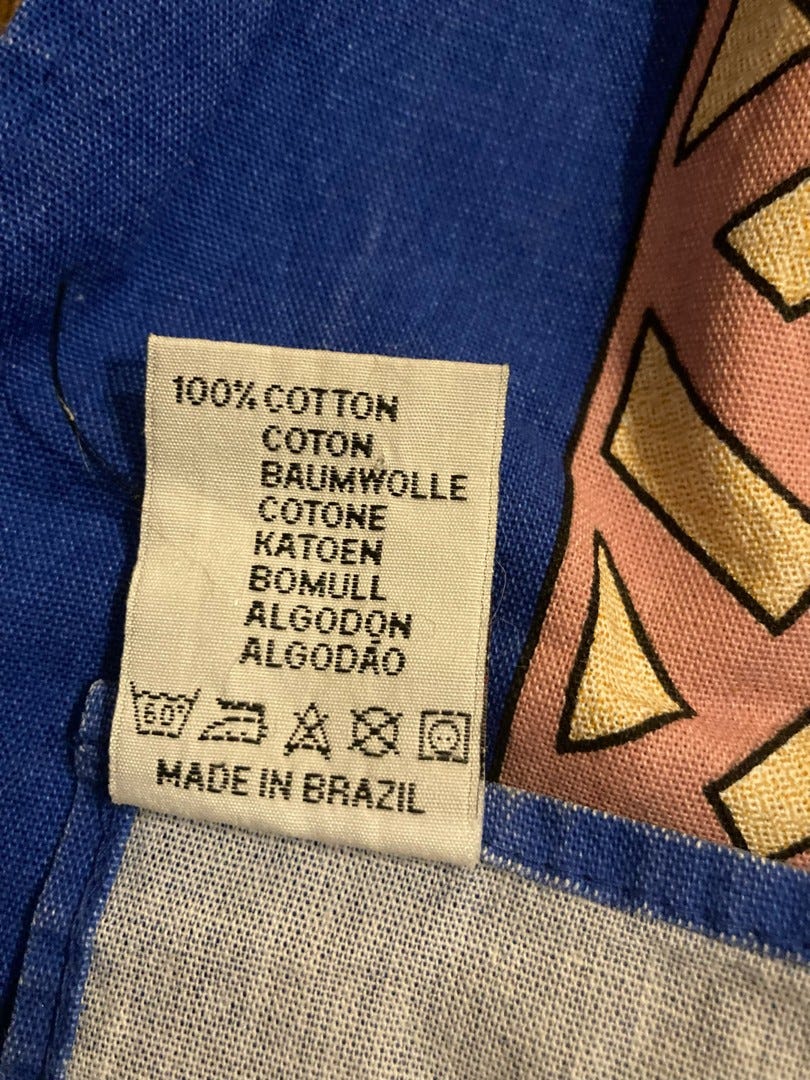 100% COTTON
COTON
BAUMWOLLE
COTONE
KATOEN
BOMULL
ALGODON
ALGODÃO
60°
MADE IN BRAZIL